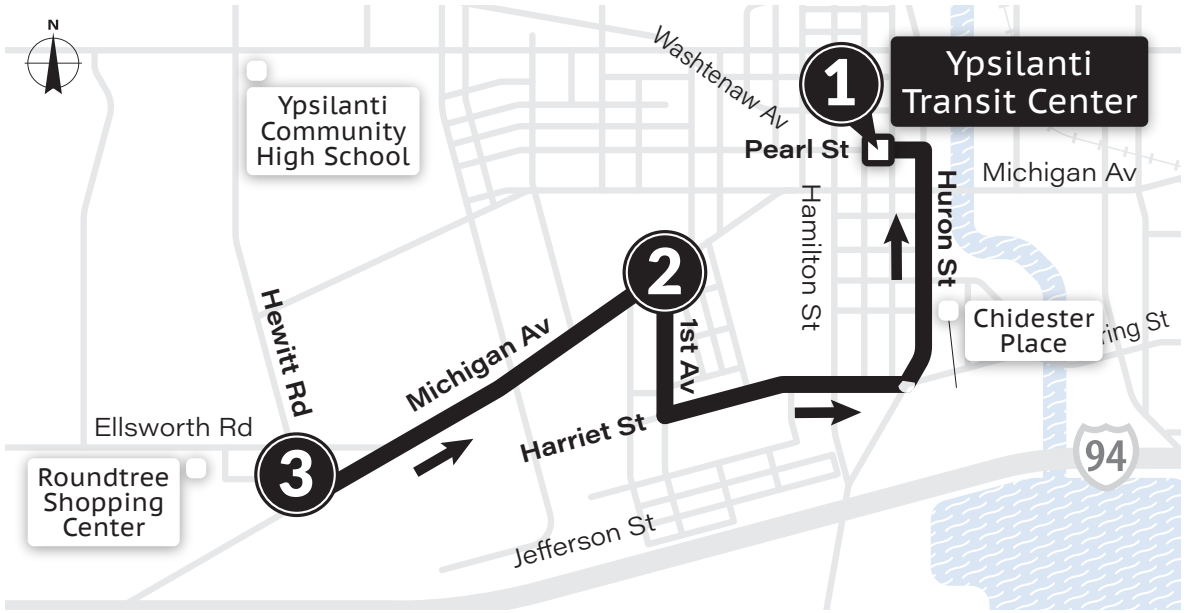 N
Washtenaw Av
1
Ypsilanti
Transit Center
Ypsilanti
Community
High School
Pearl St
Michigan Av
Huron St
Hamilton St
2
Hewitt Rd
Michigan Av
1st Av
Chidester
Place
ring St
Ellsworth Rd
Harriet St
3
Roundtree
Shopping
Center
94
Jefferson St